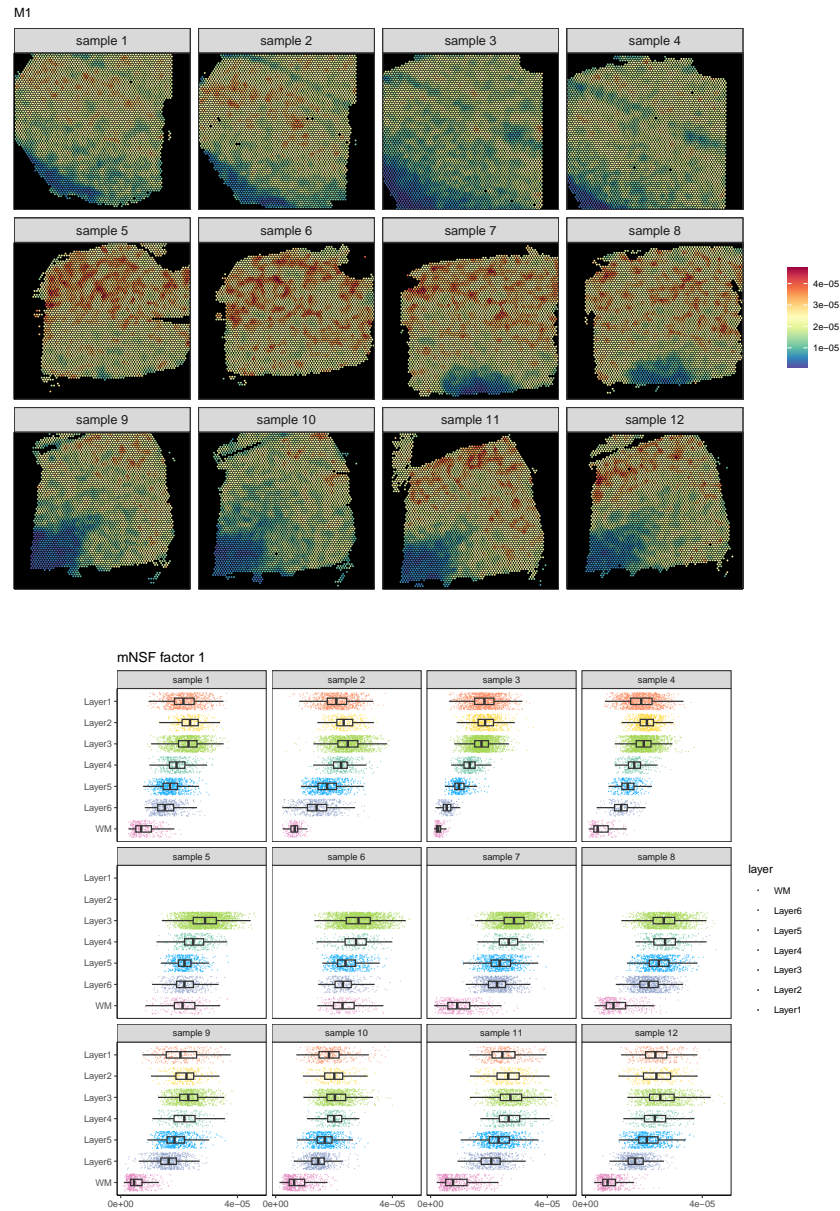 M1
sample 1 sample 2 sample 3 sample 4
sample 5 sample 6 sample 7 sample 8
4e−05
3e−05
2e−05
1e−05
sample 9 sample 10 sample 11 sample 12
mNSF factor 1
sample 1 sample 2 sample 3 sample 4
Layer1
Layer2
Layer3
Layer4
Layer5
Layer6
WM
sample 5 sample 6 sample 7 sample 8
Layer1
Layer2
Layer3
Layer4
Layer5
Layer6
WM
layer
WM
Layer6
Layer5
Layer4
Layer3
Layer2
Layer1
sample 9 sample 10 sample 11 sample 12
Layer1
Layer2
Layer3
Layer4
Layer5
Layer6
WM
0e+00 4e−05 0e+00 4e−05 0e+00 4e−05 0e+00 4e−05